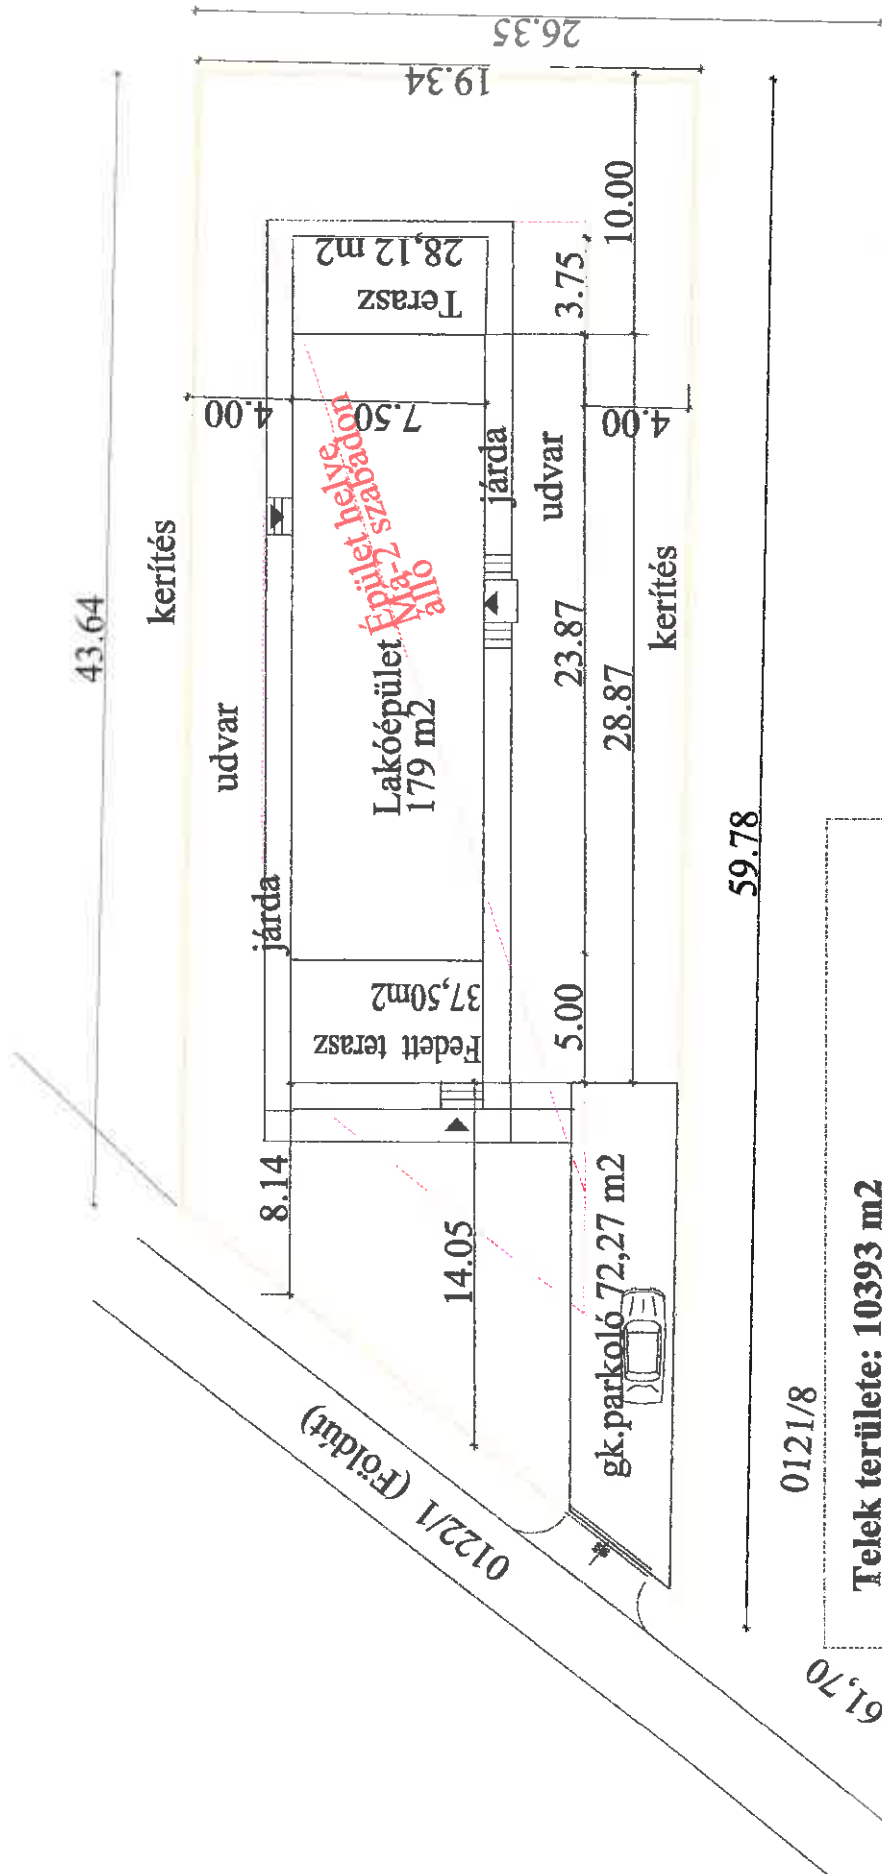 26.35
19.34
43.64
kerítés
udvar
járda
4.00
7.50
4.00
10.00
3.75
Terasz
28,12 m2
Épület helye
Má-2 szabadon
álló
Lakóépület
179 m2
járda
udvar
23.87
28.87
kerítés
59.78
Fedett terasz
37,50m2
5.00
8.14
14.05
gk.parkoló 72,27 m2
0122/1 (Földút)
0121/8
Telek területe: 10393 m2
61,70